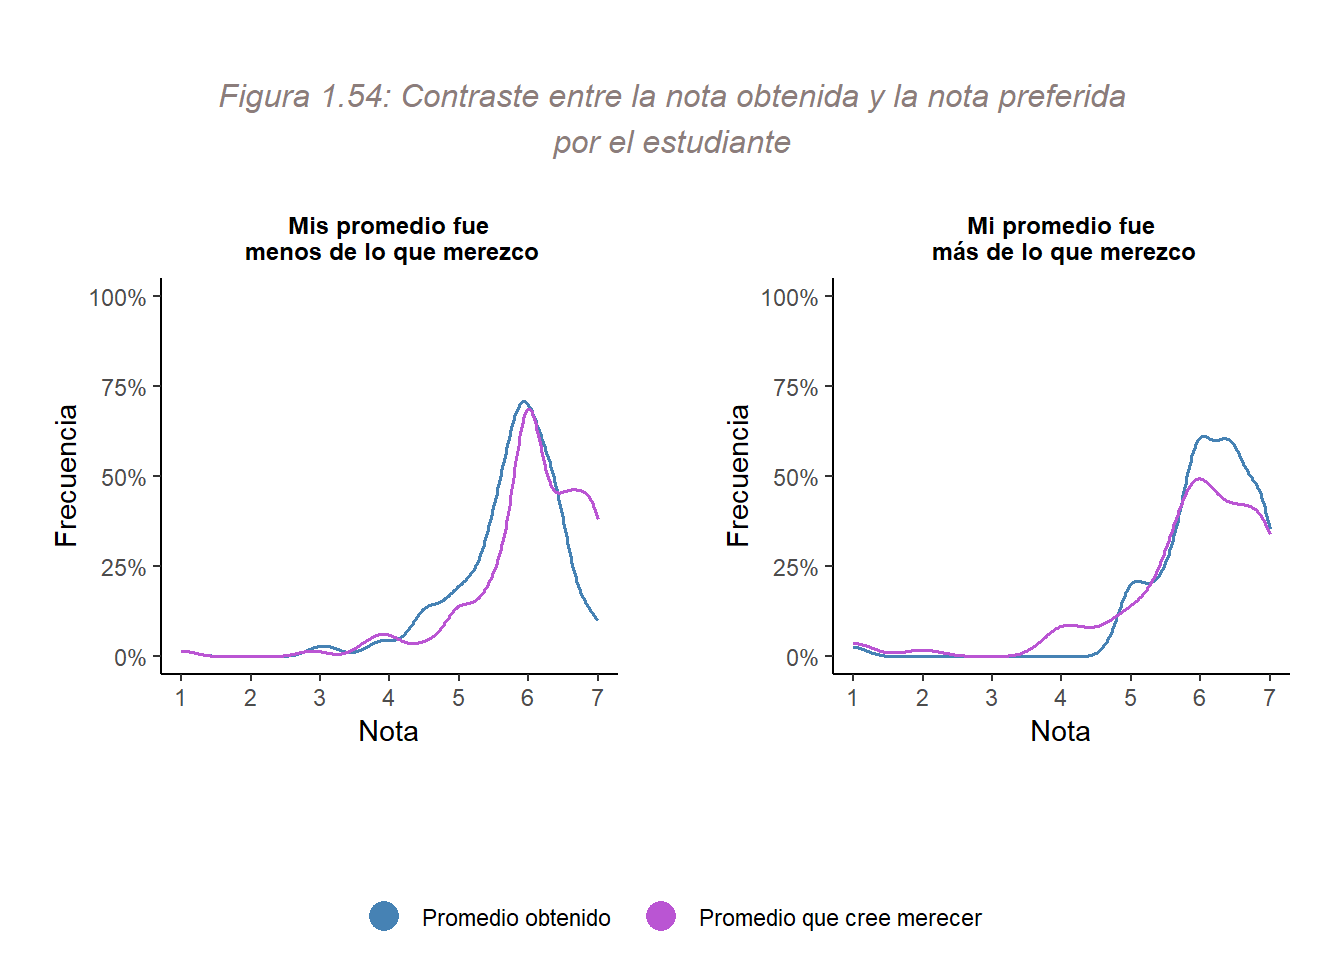 Figura 1.54: Contraste entre la nota obtenida y la nota preferida
por el estudiante
Mis promedio fue
menos de lo que merezco
100%
75%
50%
25%
0%
Frecuencia
1 2 3 4 5 6 7
Nota
Mi promedio fue
más de lo que merezco
100%
75%
50%
25%
0%
Frecuencia
1 2 3 4 5 6 7
Nota
Promedio obtenido Promedio que cree merecer